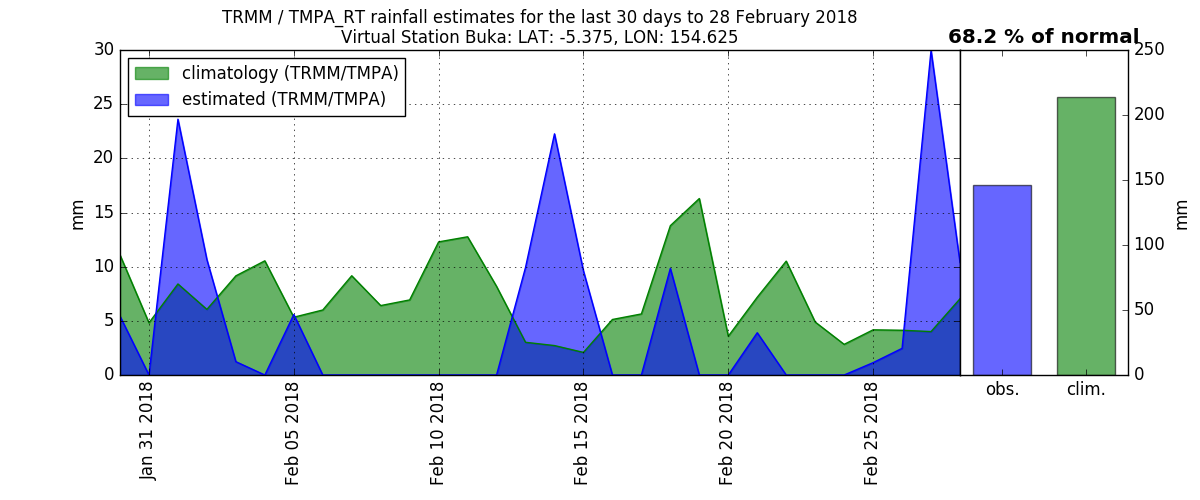 TRMM / TMPA_RT rainfall estimates for the last 30 days to 28 February 2018
Virtual Station Buka: LAT: -5.375, LON: 154.625
68.2 % of normal
climatology (TRMM/TMPA)
estimated (TRMM/TMPA)
30
25
20
15
10
5
0
mm
Jan 31 2018
Feb 05 2018
Feb 10 2018
Feb 15 2018
Feb 20 2018
Feb 25 2018
250
200
150
100
50
0
mm
obs.
clim.